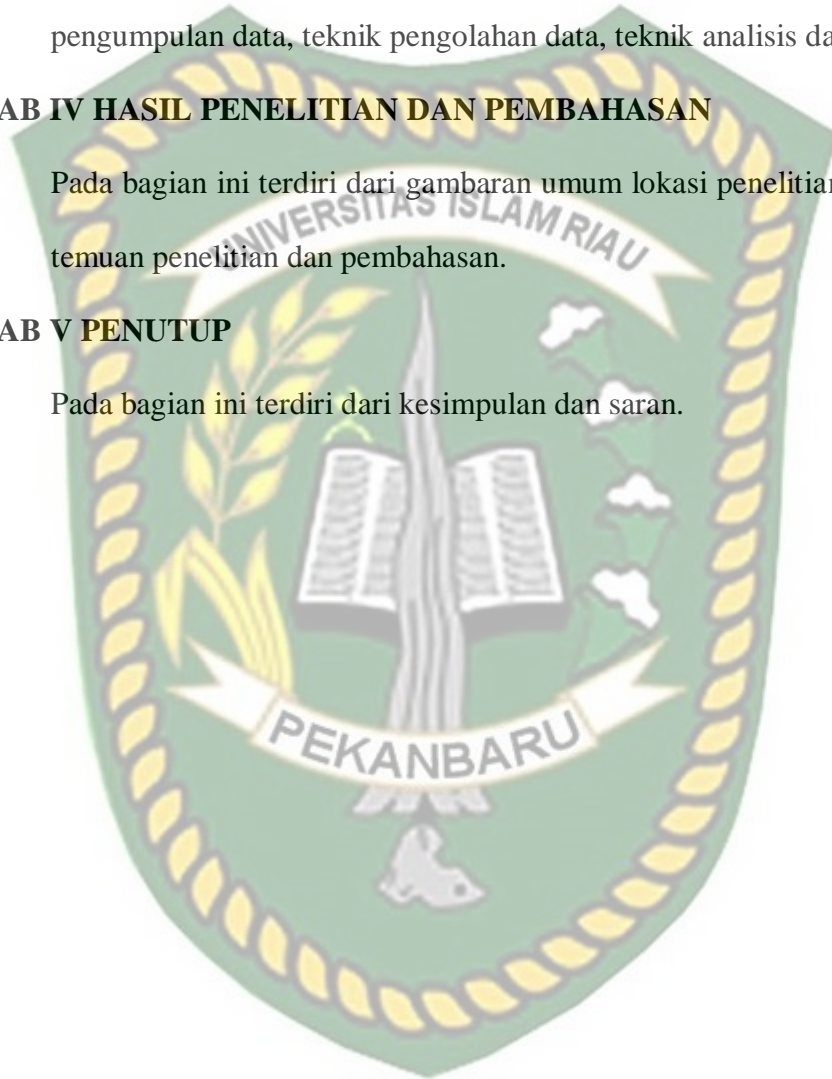 pengumpulan data, teknik pengolahan data, teknik analisis da
AB IV HASIL PENELITIAN DAN PEMBAHASAN
Pada bagian ini terdiri dari gambaran umum lokasi penelitian
UNIVERSITAS ISLAM RIAU
temuan penelitian dan pembahasan.
AB V PENUTUP
Pada bagian ini terdiri dari kesimpulan dan saran.
PEKANBARU